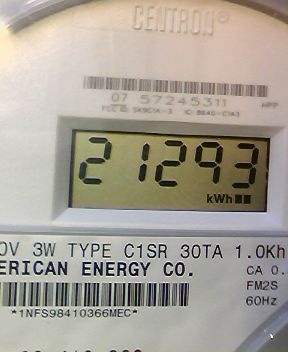 CENTRON®
07 57245311 WPP
21293
kWh
0V 3W TYPE C1SR 30TA 1.0Kh
ERICAN ENERGY CO. CA 0.
FM2S
*1NFS98410366MEC* 60Hz